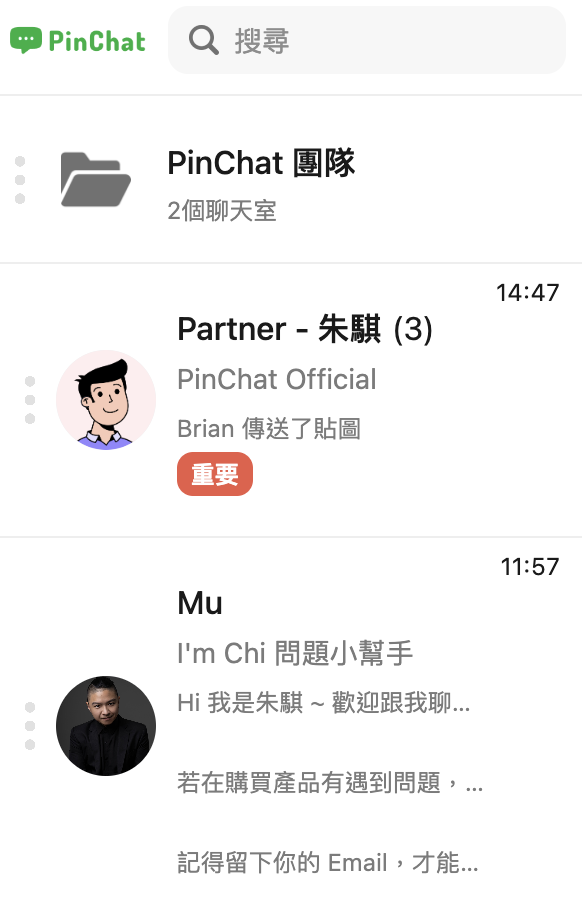 PinChat
搜尋
PinChat 團隊
2個聊天室
14:47
Partner - 朱騏 (3)
PinChat Official
Brian 傳送了貼圖
重要
11:57
Mu
I'm Chi 問題小幫手
Hi 我是朱騏 ~ 歡迎跟我聊...
若在購買產品有遇到問題，...
記得留下你的 Email，才能...